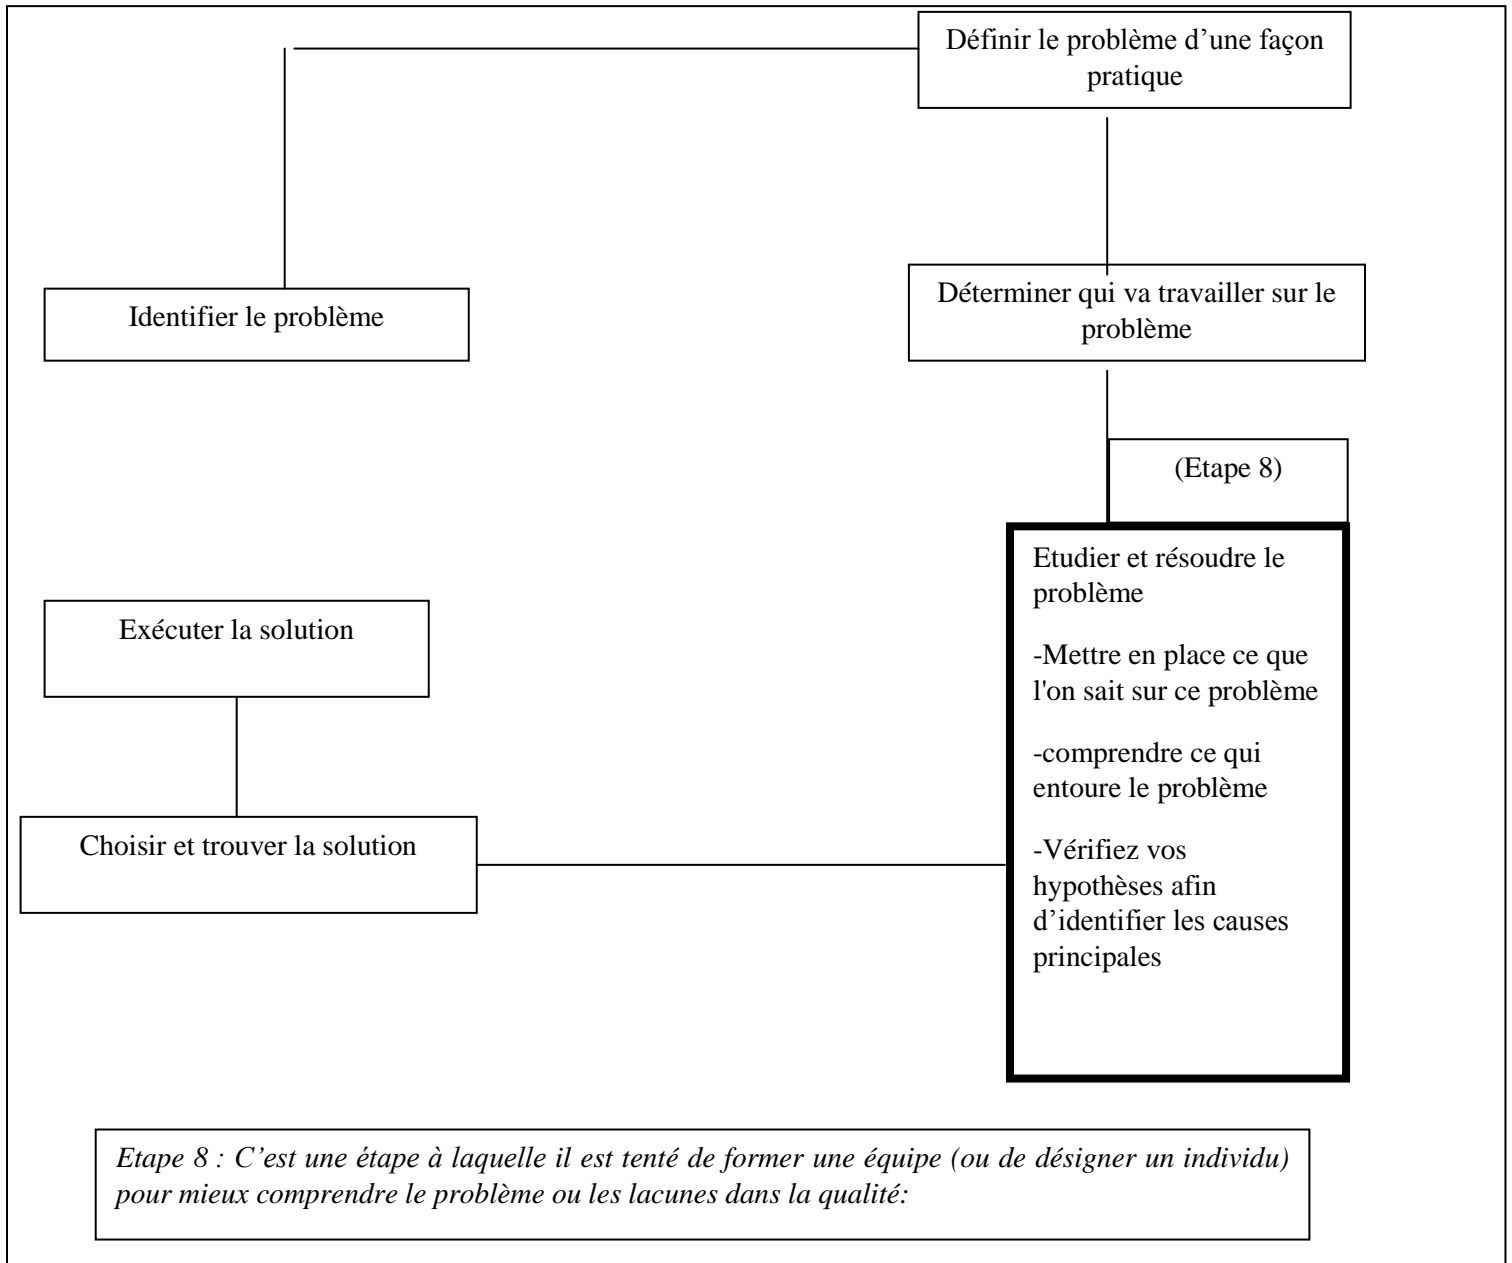 Définir le problème d’une façon
pratique
Identifier le problème
Déterminer qui va travailler sur le
problème
(Etape 8)
Etudier et résoudre le
problème
-Mettre en place ce que
l'on sait sur ce problème
-comprendre ce qui
entoure le problème
-Vérifiez vos
hypothèses afin
d’identifier les causes
principales
Exécuter la solution
Choisir et trouver la solution
Etape 8 : C’est une étape à laquelle il est tenté de former une équipe (ou de désigner un individu)
pour mieux comprendre le problème ou les lacunes dans la qualité: